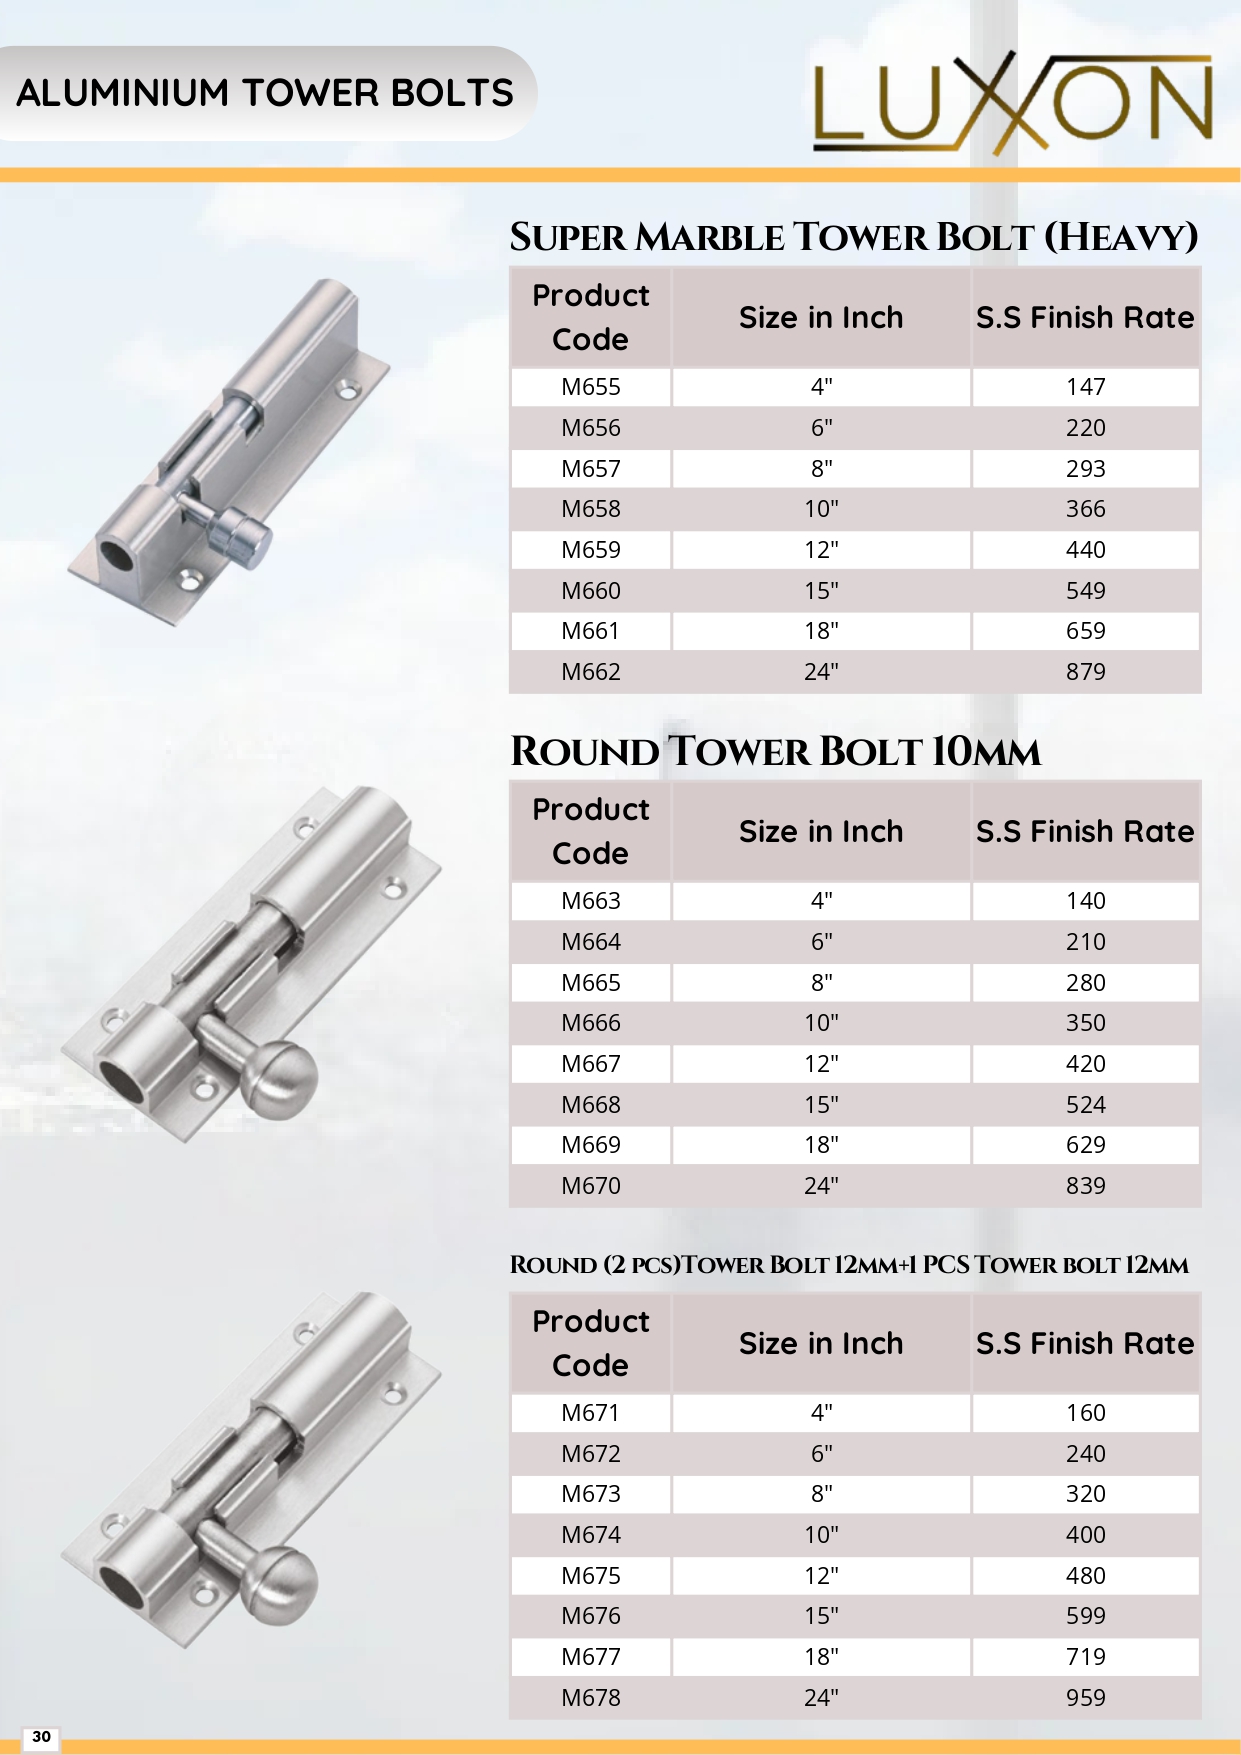 ALUMINIUM TOWER BOLTS
LUXXON
SUPER MARBLE TOWER BOLT (HEAVY)
Product Code Size in Inch S.S Finish Rate
M655 4" 147
M656 6" 220
M657 8" 293
M658 10" 366
M659 12" 440
M660 15" 549
M661 18" 659
M662 24" 879
ROUND TOWER BOLT 10MM
Product Code Size in Inch S.S Finish Rate
M663 4" 140
M664 6" 210
M665 8" 280
M666 10" 350
M667 12" 420
M668 15" 524
M669 18" 629
M670 24" 839
ROUND (2 PCS)TOWER BOLT 12MM+1 PCS TOWER BOLT 12MM
Product Code Size in Inch S.S Finish Rate
M671 4" 160
M672 6" 240
M673 8" 320
M674 10" 400
M675 12" 480
M676 15" 599
M677 18" 719
M678 24" 959
30